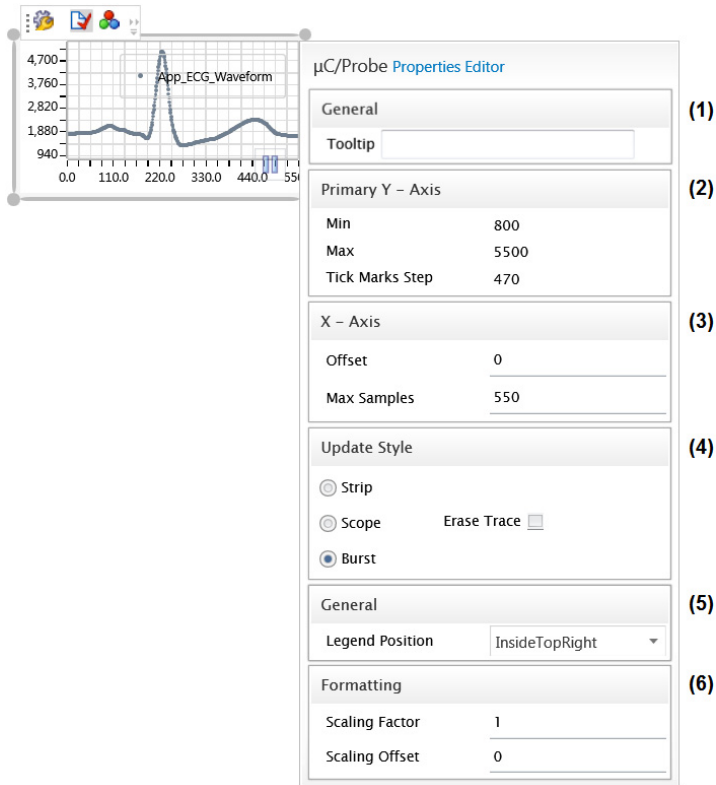 4,700
App_ECG_Waveform
3,760
2,820
1,880
940
0.0 110.0 220.0 330.0 440.0 550
µC/Probe Properties Editor
General (1)
Tooltip
Primary Y – Axis (2)
Min 800
Max 5500
Tick Marks Step 470
X – Axis (3)
Offset 0
Max Samples 550
Update Style (4)
Strip
Scope Erase Trace
Burst
General (5)
Legend Position InsideTopRight
Formatting (6)
Scaling Factor 1
Scaling Offset 0